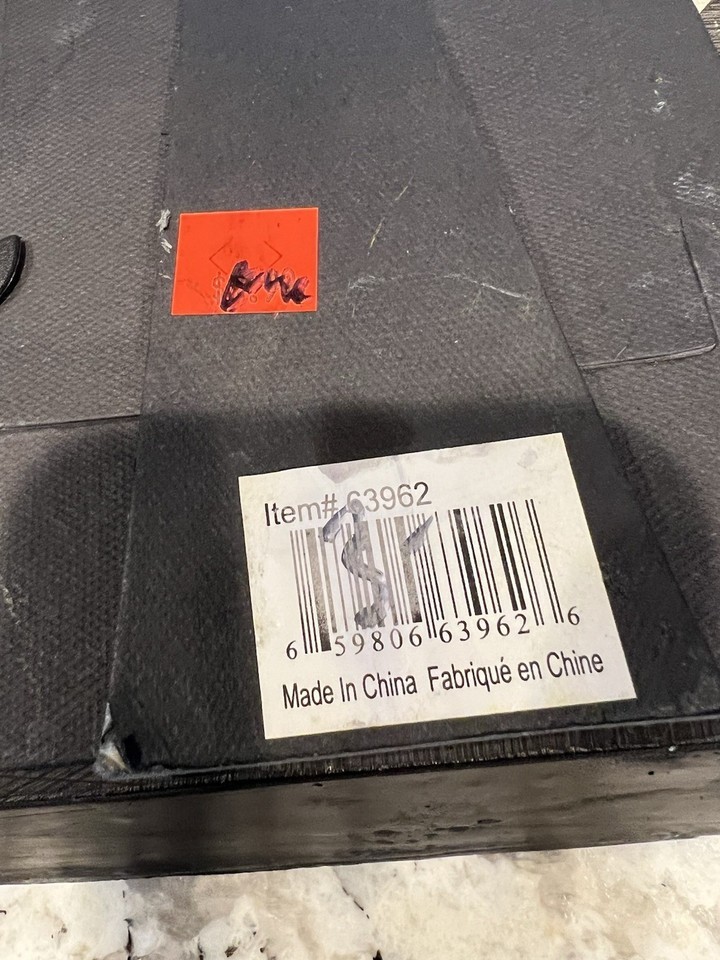 Item# 63962
6 59806 63962 6
Made In China Fabriqué en Chine